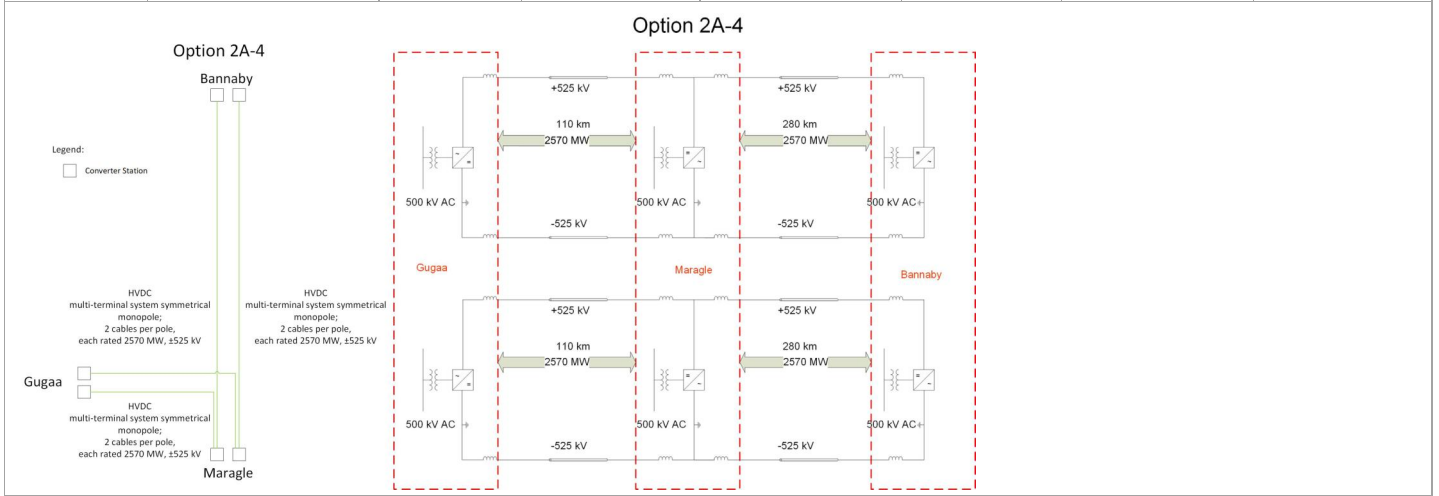 Option 2A-4
Bannaby
Legend:
Converter Station
HVDC
multi-terminal system symmetrical
monopole;
2 cables per pole,
each rated 2570 MW, ±525 kV
HVDC
multi-terminal system symmetrical
monopole;
2 cables per pole,
each rated 2570 MW, ±525 kV
Gugaa
HVDC
multi-terminal system symmetrical
monopole;
2 cables per pole,
each rated 2570 MW, ±525 kV
Maragle
Option 2A-4
+525 kV
+525 kV
110 km
280 km
2570 MW
2570 MW
~
=
=
~
=
~
500 kV AC
500 kV AC
500 kV AC
-525 kV
-525 kV
Gugaa
Maragle
Bannaby
+525 kV
+525 kV
110 km
280 km
2570 MW
2570 MW
~
=
=
~
=
~
500 kV AC
500 kV AC
500 kV AC
-525 kV
-525 kV